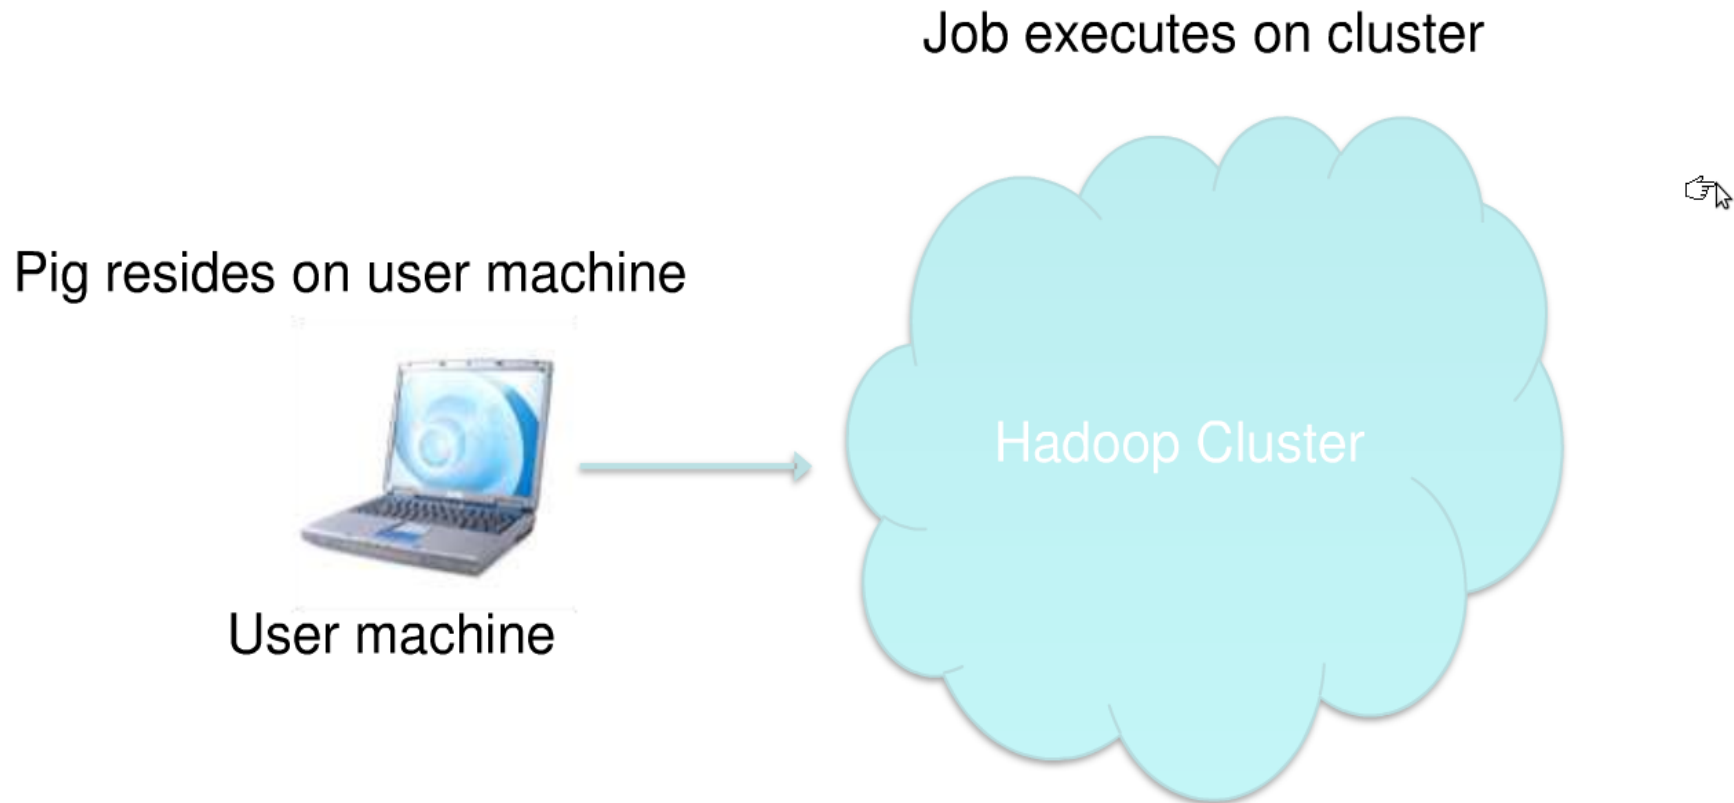 Job executes on cluster
Pig resides on user machine
Hadoop Cluster
User machine